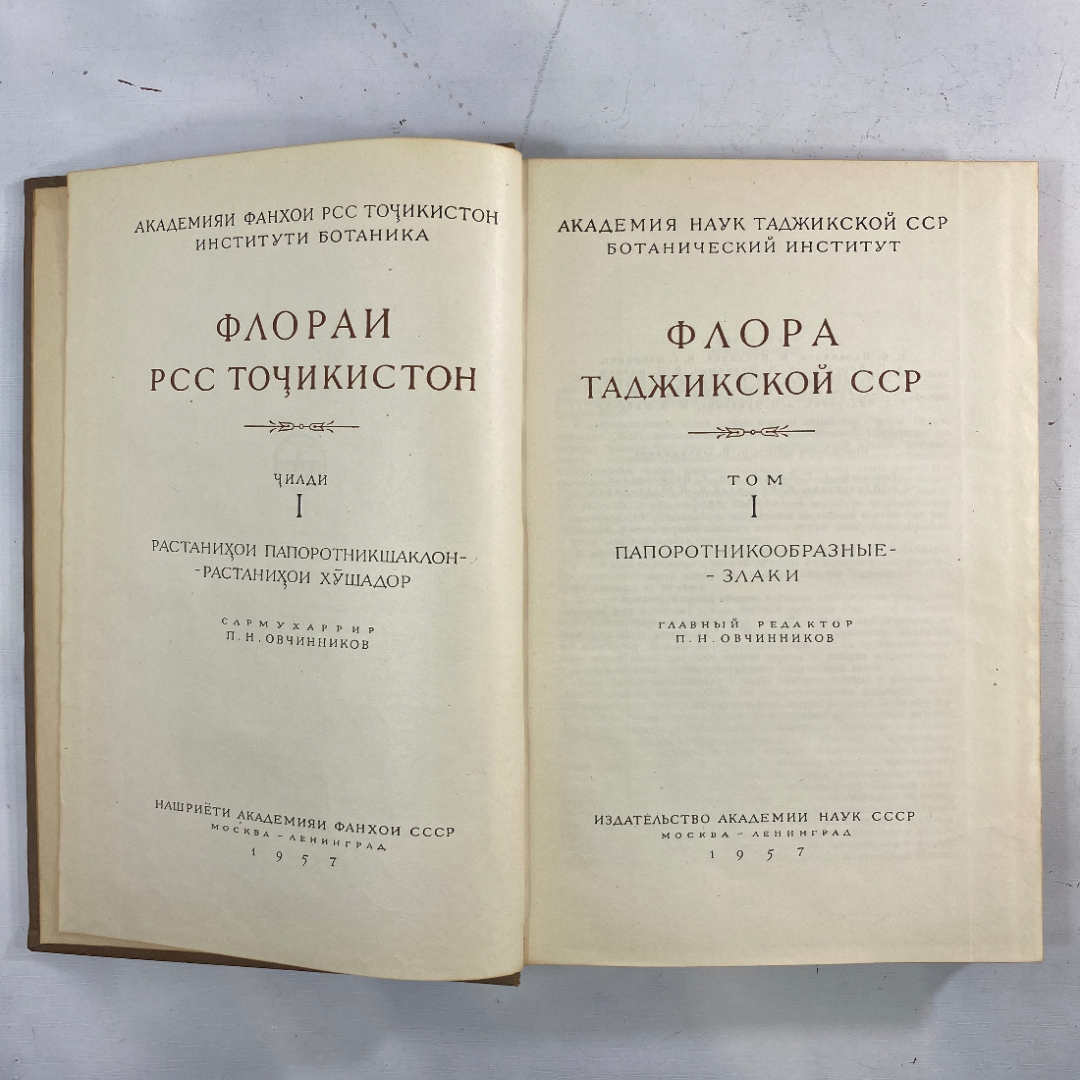 АКАДЕМИЯИ ФАНХОИ РСС ТОҶИКИСТОН
ИНСТИТУТИ БОТАНИКА
ФЛОРАИ
РСС ТОҶИКИСТОН
ҶИЛДИ
I
РАСТАНИҲОИ ПАПОРОТНИКШАКЛОН-
-РАСТАНИҲОИ ХӮШАДОР
САРМУХАРРИР
П. Н. ОВЧИННИКОВ
НАШРИЁТИ АКАДЕМИЯИ ФАНХОИ СССР
МОСКВА – ЛЕНИНГРАД
1957
АКАДЕМИЯ НАУК ТАДЖИКСКОЙ ССР
БОТАНИЧЕСКИЙ ИНСТИТУТ
ФЛОРА
ТАДЖИКСКОЙ ССР
ТОМ
I
ПАПОРОТНИКООБРАЗНЫЕ-
-ЗЛАКИ
ГЛАВНЫЙ РЕДАКТОР
П. Н. ОВЧИННИКОВ
ИЗДАТЕЛЬСТВО АКАДЕМИИ НАУК СССР
МОСКВА – ЛЕНИНГРАД
1957